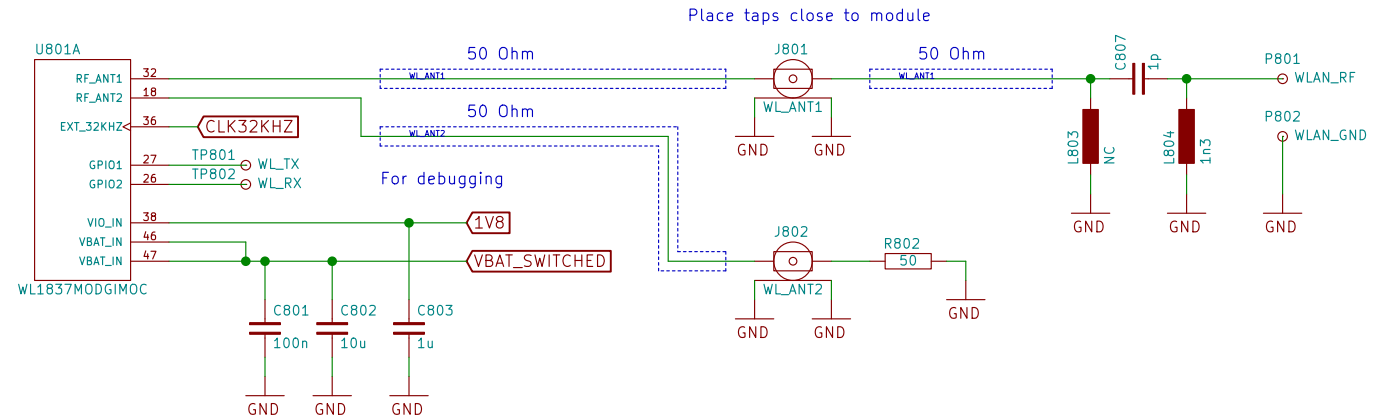 Place taps close to module
U801A
50 Ohm
J801
50 Ohm
C807
1p
P801
RF_ANT1 32
WL_ANT1
WL_ANT1
WLAN_RF
RF_ANT2 18
50 Ohm
WL_ANT1
P802
EXT_32KHZ 36
CLK32KHZ
WL_ANT2
WLAN_GND
GND
GND
L803
NC
L804
1n3
GPIO1 27
TP801
WL_TX
GPIO2 26
TP802
WL_RX
For debugging
VIO_IN 38
1V8
GND
GND
GND
VBAT_IN 46
J802
R802
VBAT_IN 47
VBAT_SWITCHED
50
WL1837MODGIMOC
WL_ANT2
C801
C802
C803
GND
GND
GND
100n
10u
1u
GND
GND
GND